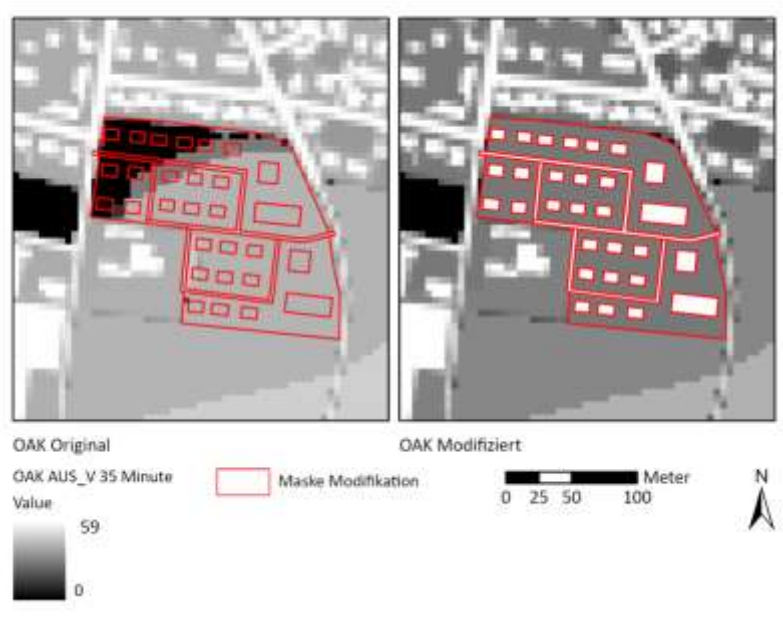 OAK Original
OAK Modifiziert
OAK AUS_V 35 Minute
Value
59
0
Maske Modifikation
Meter
0 25 50 100
N